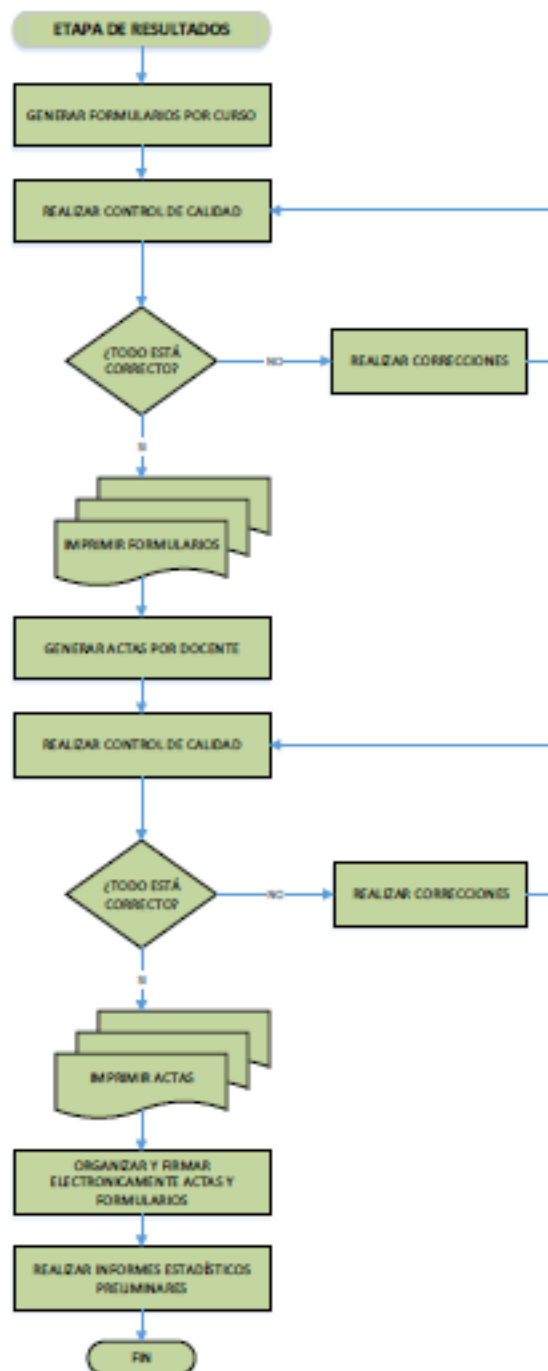 ETAPA DE RESULTADOS
GENERAR FORMULARIOS POR CURSO
REALIZAR CONTROL DE CALIDAD
¿TODO ESTÁ
CORRECTO?
NO
REALIZAR CORRECCIONES
SI
IMPRIMIR FORMULARIOS
GENERAR ACTAS POR DOCENTE
REALIZAR CONTROL DE CALIDAD
¿TODO ESTÁ
CORRECTO?
NO
REALIZAR CORRECCIONES
SI
IMPRIMIR ACTAS
ORGANIZAR Y FIRMAR
ELECTRONICAMENTE ACTAS Y
FORMULARIOS
REALIZAR INFORMES ESTADÍSTICOS
PRELIMINARES
FIN